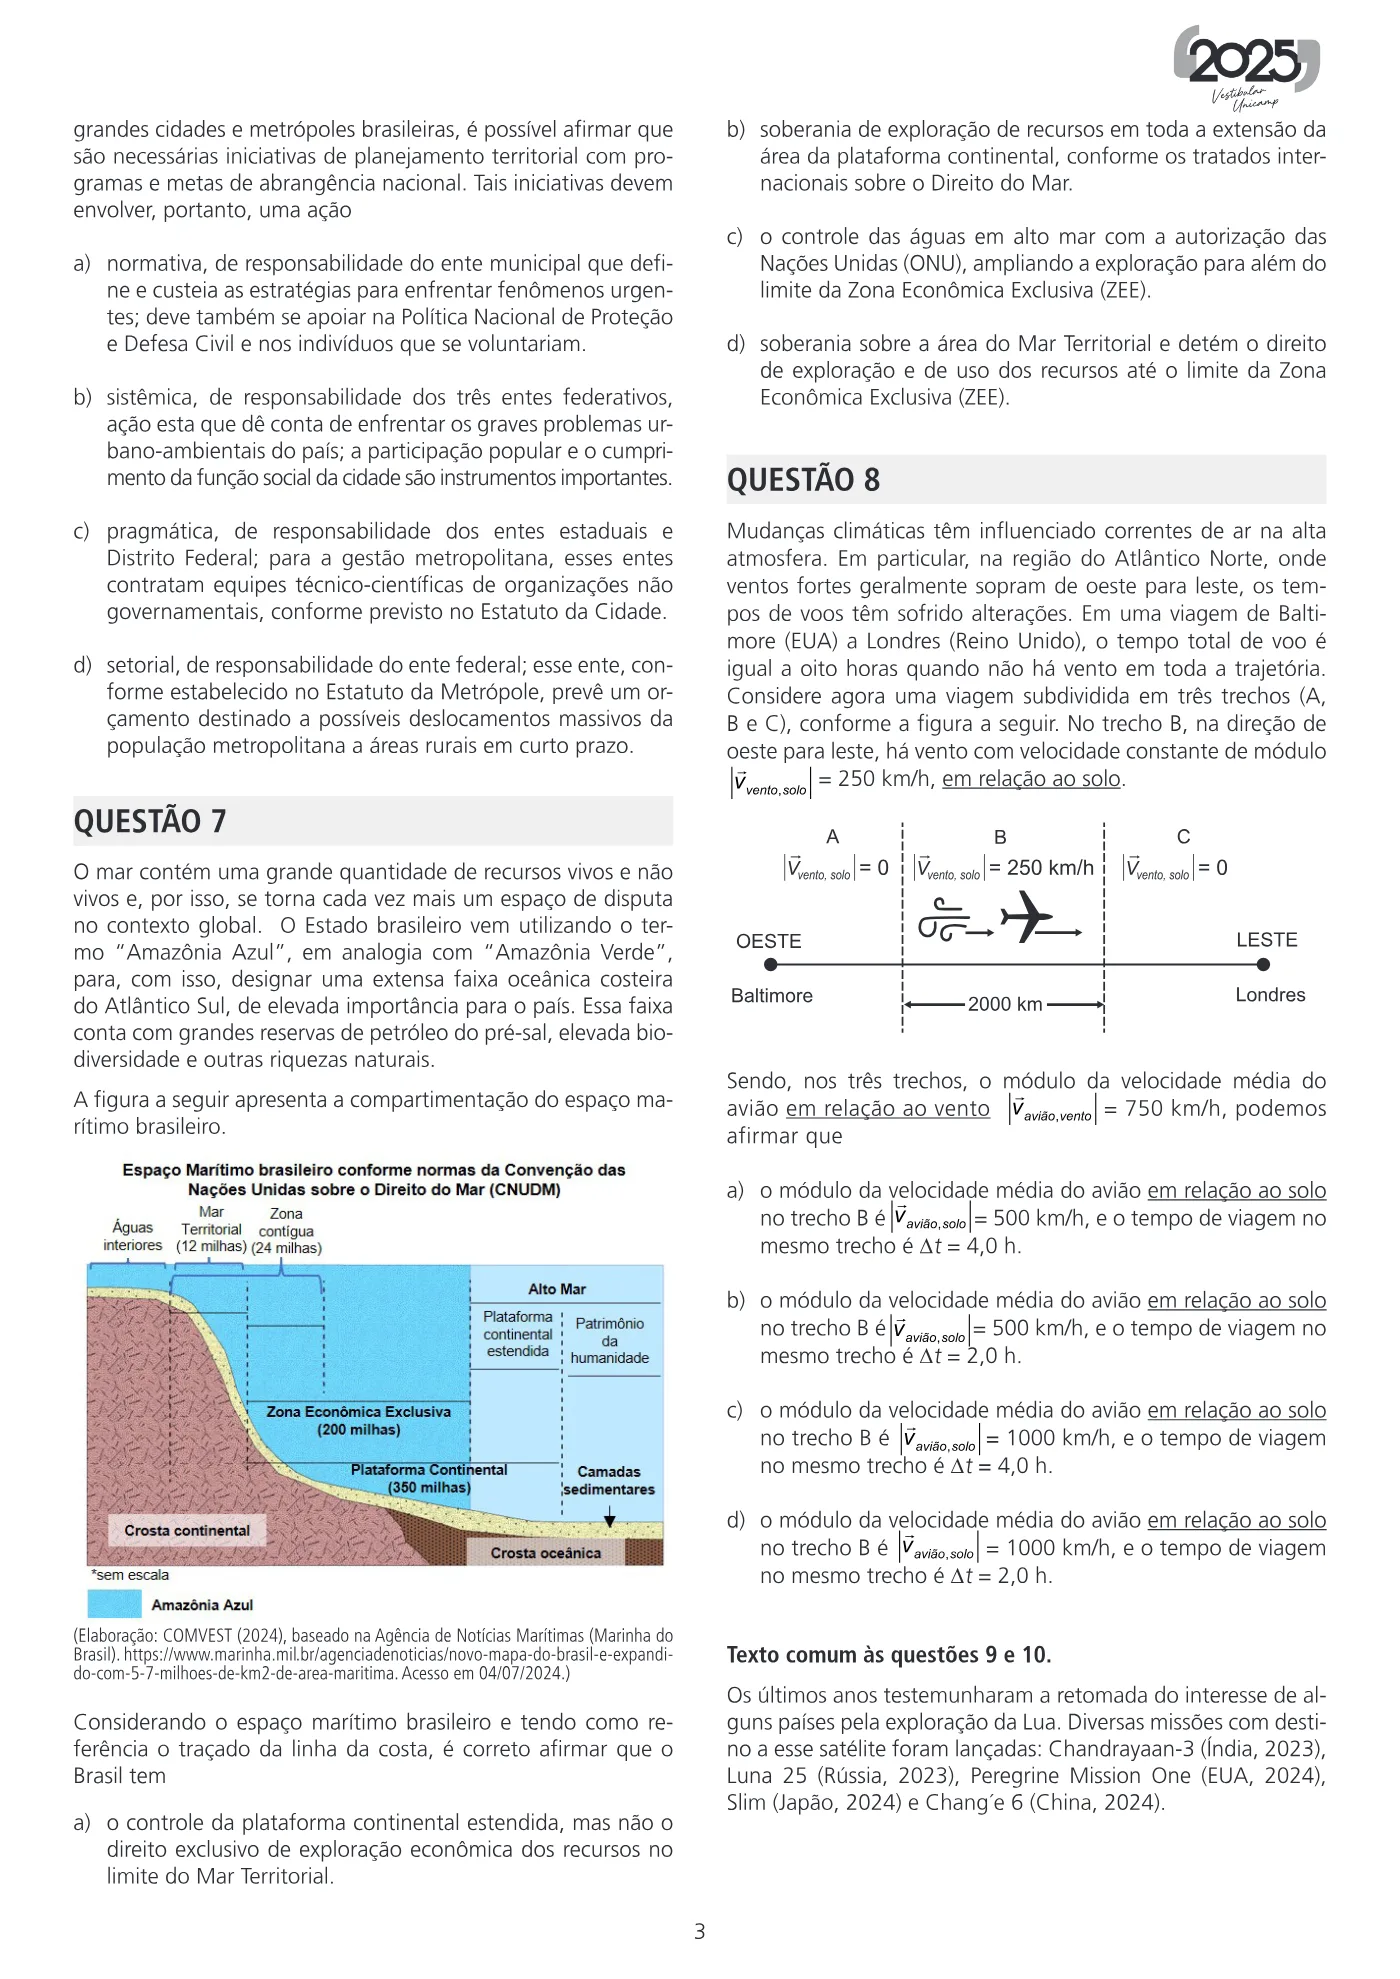 2025
Vestibular
Unicamp
grandes cidades e metrópoles brasileiras, é possível afirmar que
são necessárias iniciativas de planejamento territorial com pro-
gramas e metas de abrangência nacional. Tais iniciativas devem
envolver, portanto, uma ação
a) normativa, de responsabilidade do ente municipal que defi-
ne e custeia as estratégias para enfrentar fenômenos urgen-
tes; deve também se apoiar na Política Nacional de Proteção
e Defesa Civil e nos indivíduos que se voluntariam.
b) sistêmica, de responsabilidade dos três entes federativos,
ação esta que dê conta de enfrentar os graves problemas ur-
bano-ambientais do país; a participação popular e o cumpri-
mento da função social da cidade são instrumentos importantes.
c) pragmática, de responsabilidade dos entes estaduais e
Distrito Federal; para a gestão metropolitana, esses entes
contratam equipes técnico-científicas de organizações não
governamentais, conforme previsto no Estatuto da Cidade.
d) setorial, de responsabilidade do ente federal; esse ente, con-
forme estabelecido no Estatuto da Metrópole, prevê um or-
çamento destinado a possíveis deslocamentos massivos da
população metropolitana a áreas rurais em curto prazo.
QUESTÃO 7
O mar contém uma grande quantidade de recursos vivos e não
vivos e, por isso, se torna cada vez mais um espaço de disputa
no contexto global. O Estado brasileiro vem utilizando o ter-
mo “Amazônia Azul”, em analogia com “Amazônia Verde”,
para, com isso, designar uma extensa faixa oceânica costeira
do Atlântico Sul, de elevada importância para o país. Essa faixa
conta com grandes reservas de petróleo do pré-sal, elevada bio-
diversidade e outras riquezas naturais.
A figura a seguir apresenta a compartimentação do espaço ma-
rítimo brasileiro.
Espaço Marítimo brasileiro conforme normas da Convenção das
Nações Unidas sobre o Direito do Mar (CNUDM)
Águas
interiores
Mar
Territorial
(12 milhas)
Zona
contígua
(24 milhas)
Alto Mar
Plataforma
continental
estendida
Patrimônio
da
humanidade
Zona Econômica Exclusiva
(200 milhas)
Plataforma Continental
(350 milhas)
Camadas
sedimentares
Crosta continental
Crosta oceânica
*sem escala
Amazônia Azul
(Elaboração: COMVEST (2024), baseado na Agência de Notícias Marítimas (Marinha do
Brasil). https://www.marinha.mil.br/agenciadenoticias/novo-mapa-do-brasil-e-expandi-
do-com-5-7-milhoes-de-km2-de-area-maritima. Acesso em 04/07/2024.)
Considerando o espaço marítimo brasileiro e tendo como re-
ferência o traçado da linha da costa, é correto afirmar que o
Brasil tem
a) o controle da plataforma continental estendida, mas não o
direito exclusivo de exploração econômica dos recursos no
limite do Mar Territorial.
b) soberania de exploração de recursos em toda a extensão da
área da plataforma continental, conforme os tratados inter-
nacionais sobre o Direito do Mar.
c) o controle das águas em alto mar com a autorização das
Nações Unidas (ONU), ampliando a exploração para além do
limite da Zona Econômica Exclusiva (ZEE).
d) soberania sobre a área do Mar Territorial e detém o direito
de exploração e de uso dos recursos até o limite da Zona
Econômica Exclusiva (ZEE).
QUESTÃO 8
Mudanças climáticas têm influenciado correntes de ar na alta
atmosfera. Em particular, na região do Atlântico Norte, onde
ventos fortes geralmente sopram de oeste para leste, os tem-
pos de voos têm sofrido alterações. Em uma viagem de Balti-
more (EUA) a Londres (Reino Unido), o tempo total de voo é
igual a oito horas quando não há vento em toda a trajetória.
Considere agora uma viagem subdividida em três trechos (A,
B e C), conforme a figura a seguir. No trecho B, na direção de
oeste para leste, há vento com velocidade constante de módulo
|v⃗vento,solo| = 250 km/h, em relação ao solo.
A B C
|V⃗vento, solo| = 0 |V⃗vento, solo| = 250 km/h |V⃗vento, solo| = 0
OESTE LESTE
Baltimore 2000 km Londres
Sendo, nos três trechos, o módulo da velocidade média do
avião em relação ao vento |v⃗avião,vento| = 750 km/h, podemos
afirmar que
a) o módulo da velocidade média do avião em relação ao solo
no trecho B é |v⃗avião,solo| = 500 km/h, e o tempo de viagem no
mesmo trecho é Δt = 4,0 h.
b) o módulo da velocidade média do avião em relação ao solo
no trecho B é |v⃗avião,solo| = 500 km/h, e o tempo de viagem no
mesmo trecho é Δt = 2,0 h.
c) o módulo da velocidade média do avião em relação ao solo
no trecho B é |v⃗avião,solo| = 1000 km/h, e o tempo de viagem
no mesmo trecho é Δt = 4,0 h.
d) o módulo da velocidade média do avião em relação ao solo
no trecho B é |v⃗avião,solo| = 1000 km/h, e o tempo de viagem
no mesmo trecho é Δt = 2,0 h.
Texto comum às questões 9 e 10.
Os últimos anos testemunharam a retomada do interesse de al-
guns países pela exploração da Lua. Diversas missões com desti-
no a esse satélite foram lançadas: Chandrayaan-3 (Índia, 2023),
Luna 25 (Rússia, 2023), Peregrine Mission One (EUA, 2024),
Slim (Japão, 2024) e Chang´e 6 (China, 2024).
3